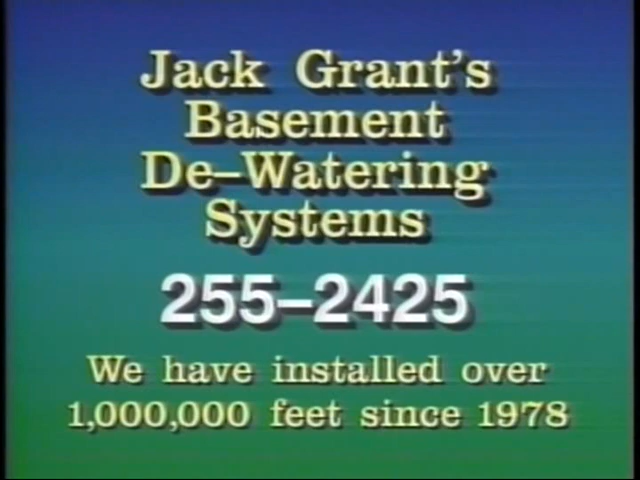 Jack Grant's
Basement
De-Watering
Systems
255-2425
We have installed over
1,000,000 feet since 1978